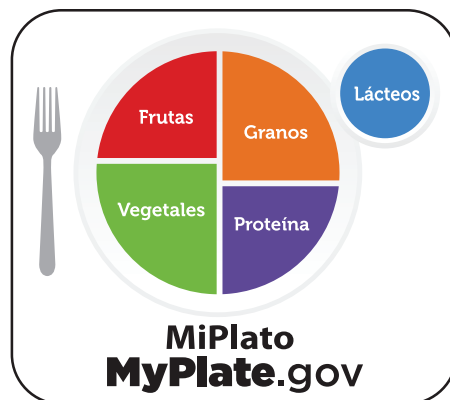 Frutas
Granos
Lácteos
Vegetales
Proteína
MiPlato
MyPlate.gov